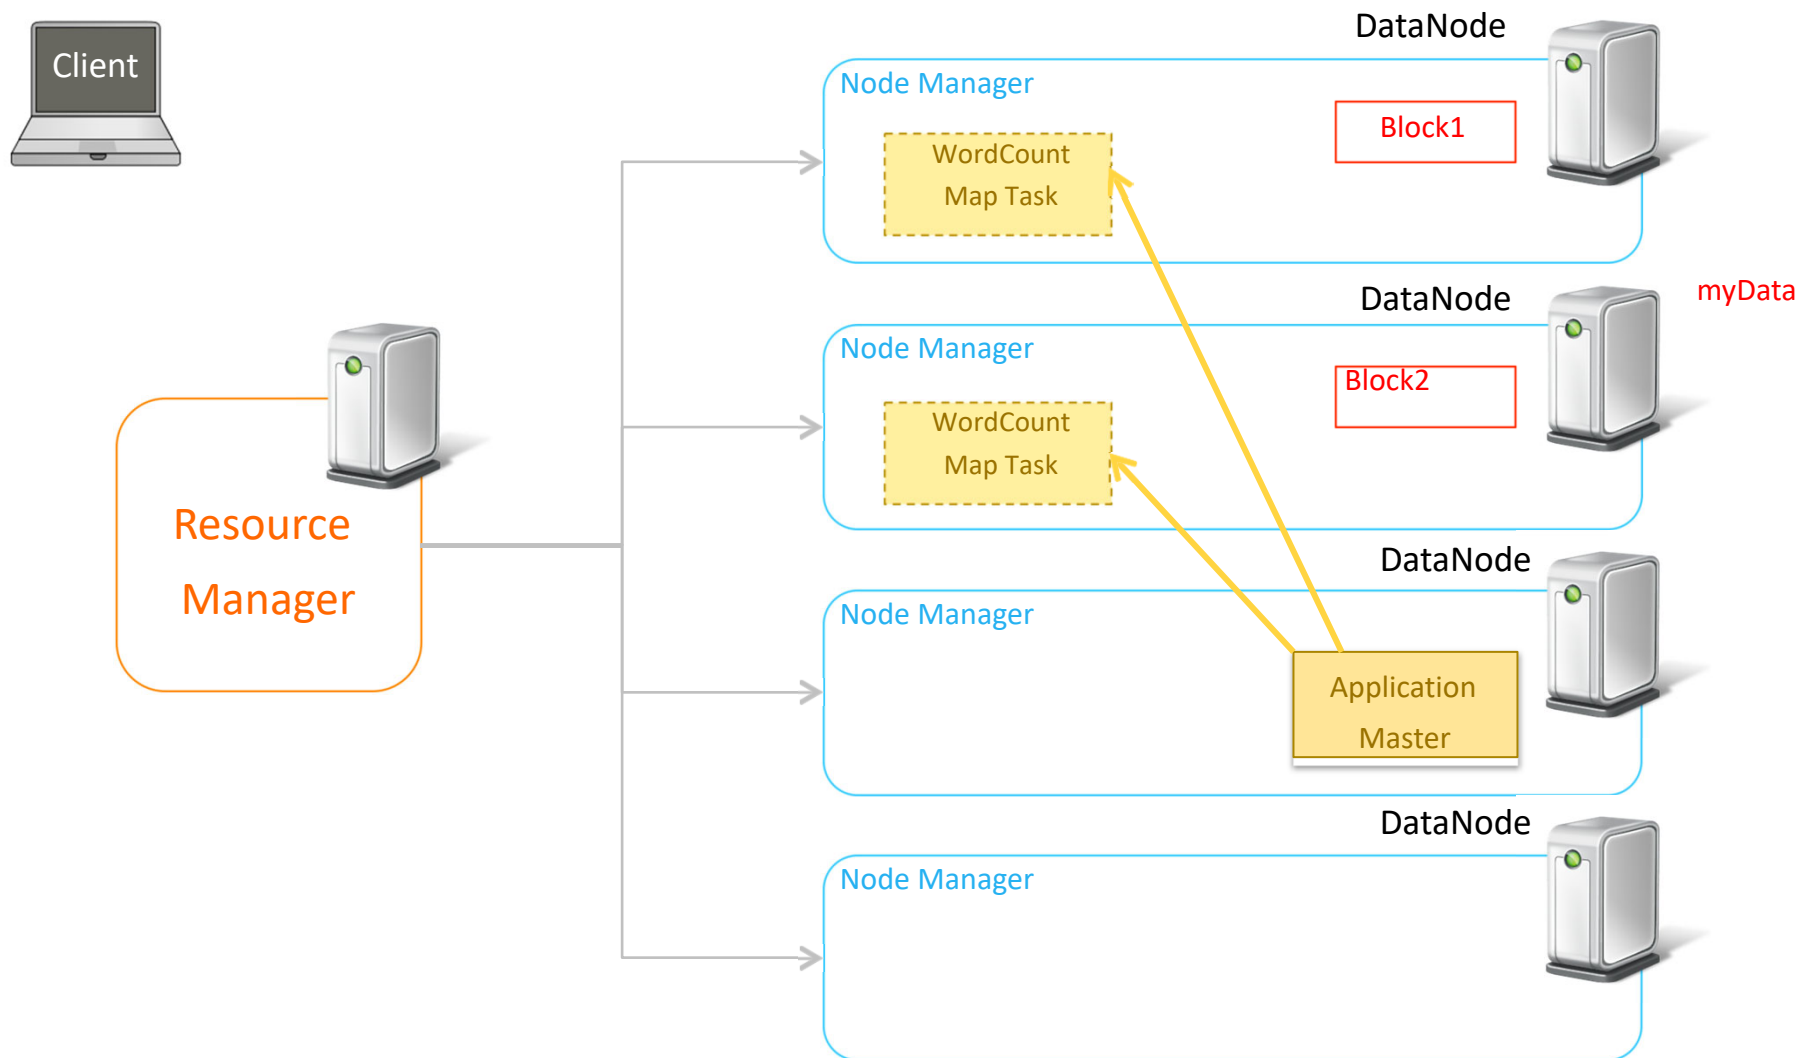 Client
DataNode
Node Manager
Block1
WordCount
Map Task
DataNode
myData
Node Manager
Block2
WordCount
Map Task
Resource
Manager
DataNode
Node Manager
Application
Master
DataNode
Node Manager